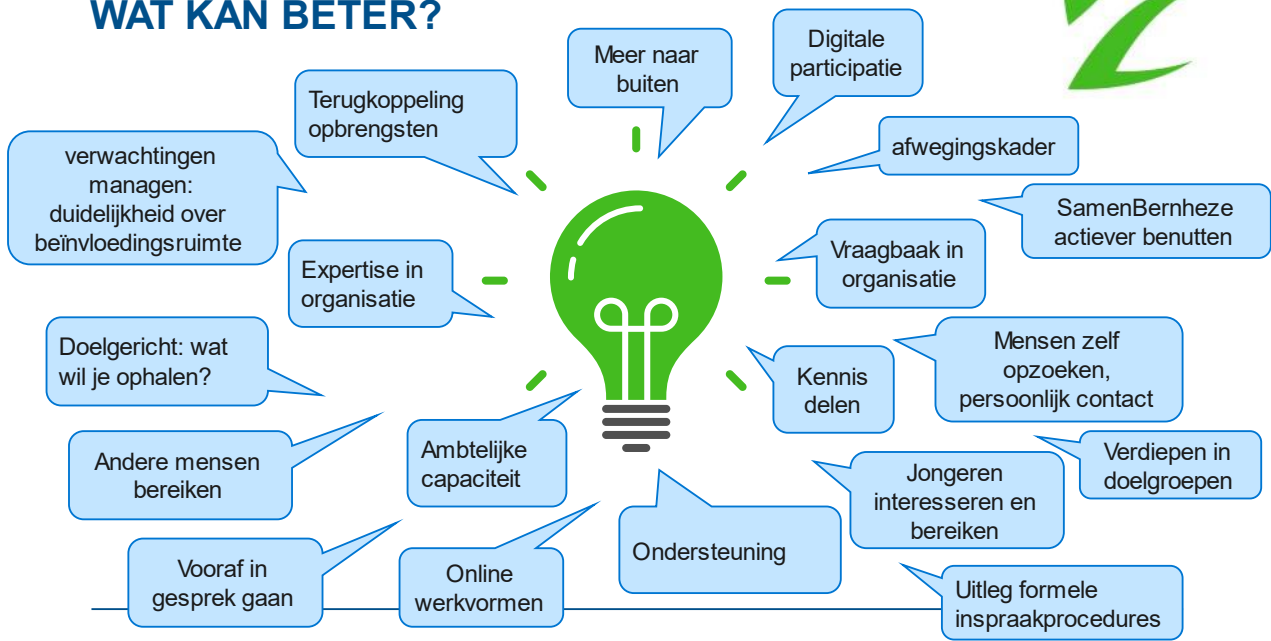 WAT KAN BETER?
Meer naar
buiten
Digitale
participatie
Terugkoppeling
opbrengsten
verwachtingen
managen:
duidelijkheid over
beïnvloedingsruimte
afwegingskader
SamenBernheze
actiever benutten
Expertise in
organisatie
Vraagbaak in
organisatie
Doelgericht: wat
wil je ophalen?
Mensen zelf
opzoeken,
persoonlijk contact
Kennis
delen
Andere mensen
bereiken
Ambtelijke
capaciteit
Verdiepen in
doelgroepen
Jongeren
interesseren en
bereiken
Ondersteuning
Vooraf in
gesprek gaan
Online
werkvormen
Uitleg formele
inspraakprocedures